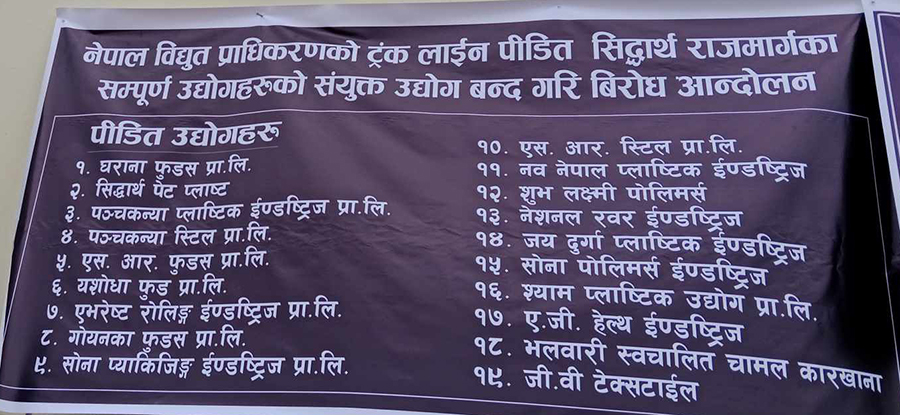 नेपाल विद्युत प्राधिकरणको ट्रंक लाईन पीडित सिद्धार्थ राजमार्गका
सम्पूर्ण उद्योगहरुको संयुक्त उद्योग बन्द गरि बिरोध आन्दोलन
पीडित उद्योगहरु
१. घराना फुडस प्रा.लि.
२. सिद्धार्थ पेट प्लाष्ट
३. पञ्चकन्या प्लाष्टिक ईण्डष्ट्रिज प्रा.लि.
४. पञ्चकन्या स्टिल प्रा.लि.
५. एस. आर. फुडस प्रा.लि.
६. यशोधा फुड प्रा.लि.
७. एभरेष्ट रोलिङ्ग ईण्डष्ट्रिज प्रा.लि.
८. गोयनका फुडस प्रा.लि.
९. सोना प्याकिजिङ्ग ईण्डष्ट्रिज प्रा.लि.
१०. एस. आर. स्टिल प्रा.लि.
११. नव नेपाल प्लाष्टिक ईण्डष्ट्रिज
१२. शुभ लक्ष्मी पोलिमर्स
१३. नेशनल रवर ईण्डष्ट्रिज
१४. जय दुर्गा प्लाष्टिक ईण्डष्ट्रिज
१५. सोना पोलिमर्स ईण्डष्ट्रिज
१६. श्याम प्लाष्टिक उद्योग प्रा.लि.
१७. ए.जी. हेल्थ ईण्डष्ट्रिज
१८. भलवारी स्वचालित चामल कारखाना
१९. जी.वी टेक्सटाईल